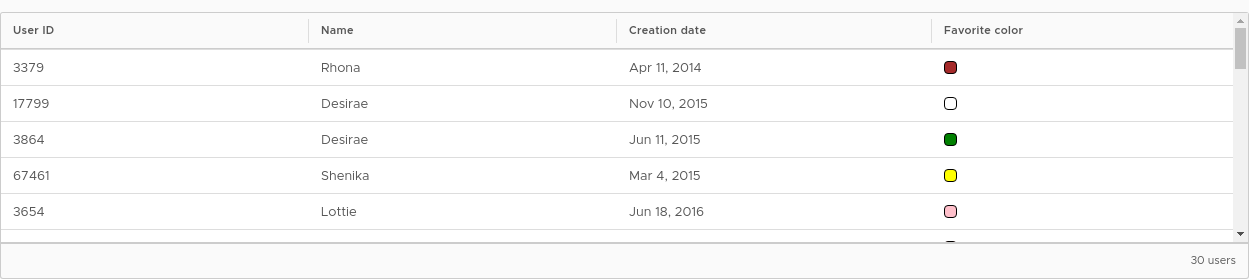 User ID Name Creation date Favorite color
3379 Rhona Apr 11, 2014
17799 Desirae Nov 10, 2015
3864 Desirae Jun 11, 2015
67461 Shenika Mar 4, 2015
3654 Lottie Jun 18, 2016
30 users